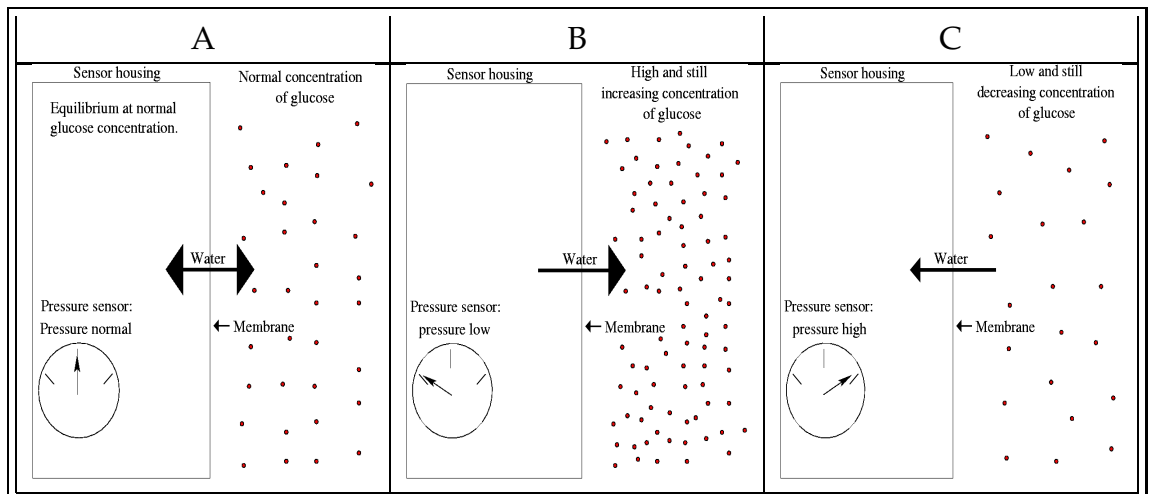 A
Sensor housing
Normal concentration
of glucose
Equilibrium at normal
glucose concentration.
Water
Pressure sensor:
Pressure normal
Membrane
B
Sensor housing
High and still
increasing concentration
of glucose
Water
Pressure sensor:
pressure low
Membrane
C
Sensor housing
Low and still
decreasing concentration
of glucose
Water
Pressure sensor:
pressure high
Membrane